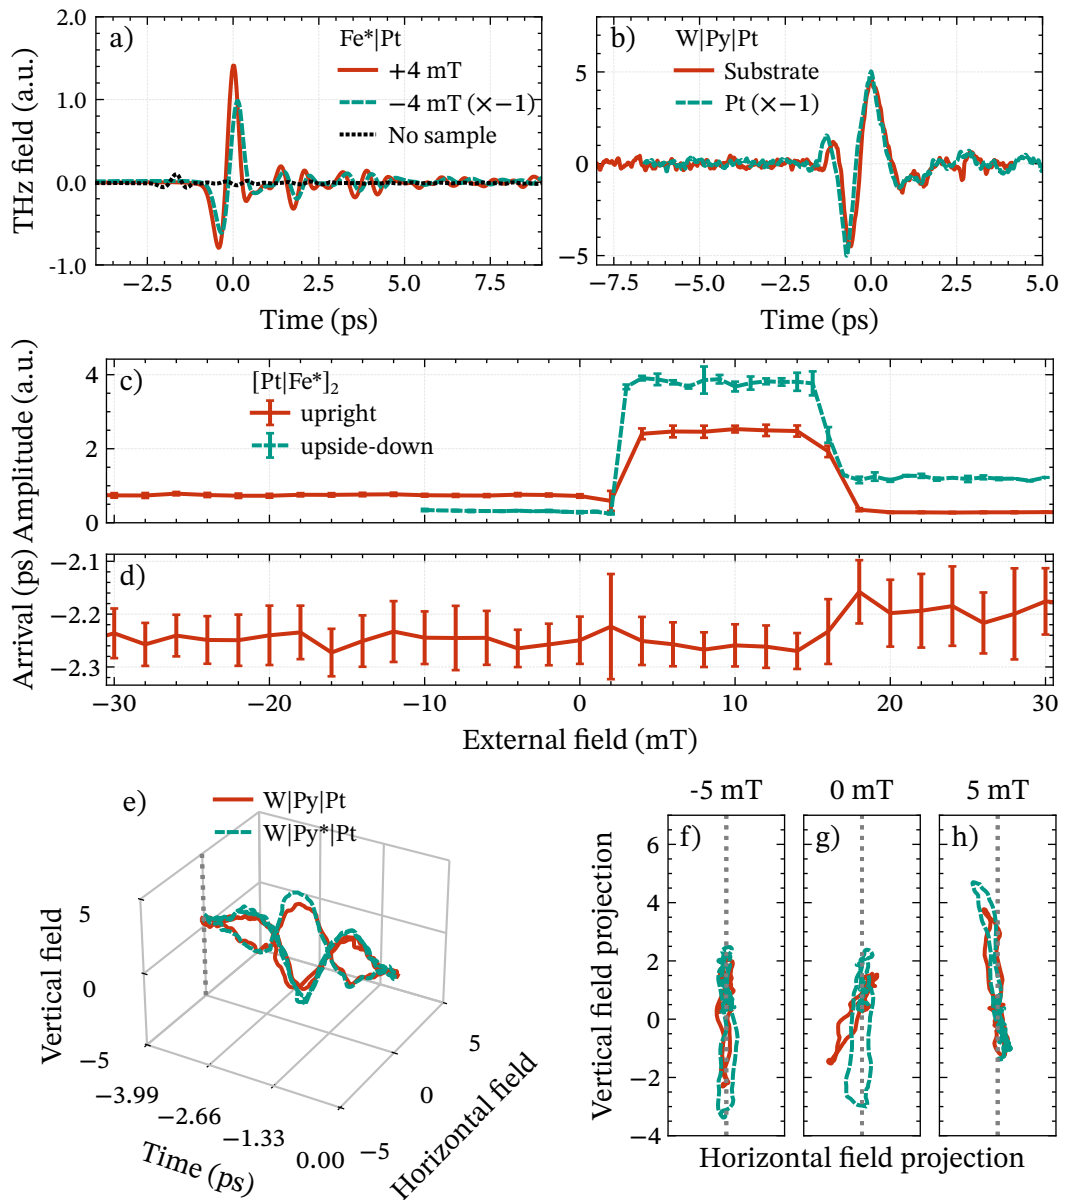 a)
Fe*|Pt
+4 mT
−4 mT (×−1)
No sample
THz field (a.u.)
2.0
1.0
0.0
-1.0
−2.5
0.0
2.5
5.0
7.5
Time (ps)
b)
W|Py|Pt
Substrate
Pt (×−1)
5
0
−5
−7.5
−5.0
−2.5
0.0
2.5
5.0
Time (ps)
c)
[Pt|Fe*]2
upright
upside-down
Amplitude (a.u.)
4
2
0
d)
Arrival (ps)
−2.1
−2.2
−2.3
−30
−20
−10
0
10
20
30
External field (mT)
e)
W|Py|Pt
W|Py*|Pt
Vertical field
5
0
−5
−3.99
−2.66
−1.33
0.00
Time (ps)
−5
0
5
Horizontal field
-5 mT
0 mT
5 mT
f)
g)
h)
Vertical field projection
6
4
2
0
−2
−4
Horizontal field projection